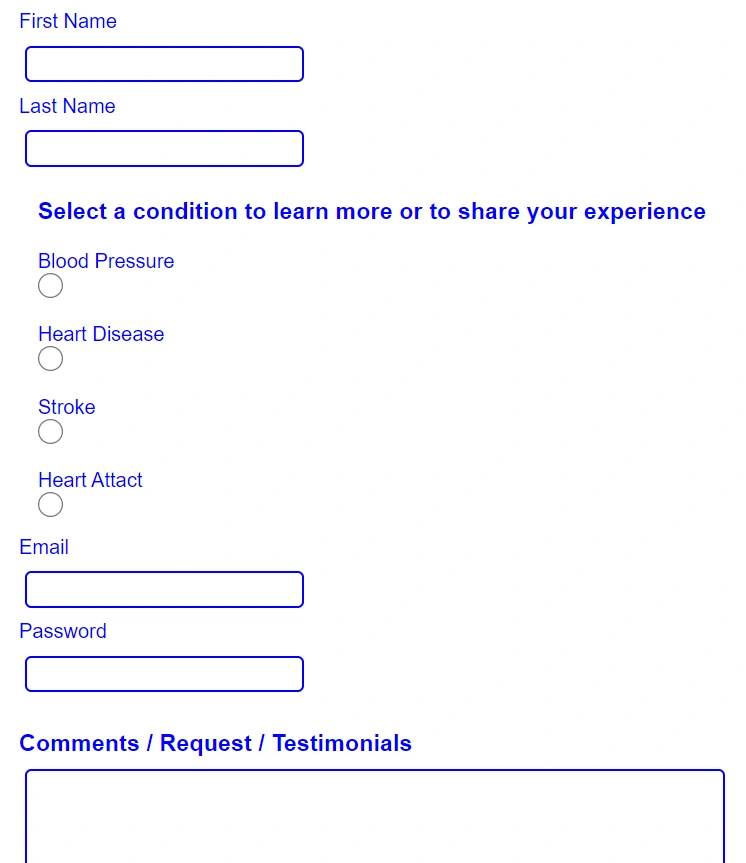 First Name
Last Name
Select a condition to learn more or to share your experience
Blood Pressure
Heart Disease
Stroke
Heart Attact
Email
Password
Comments / Request / Testimonials